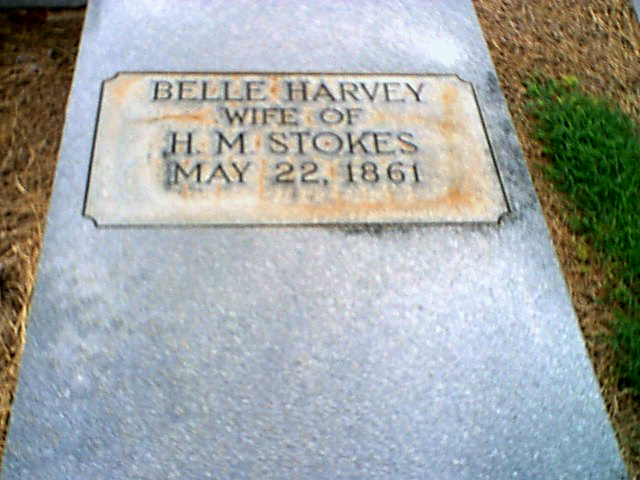 BELLE HARVEY
WIFE OF
H. M. STOKES
MAY 22, 1861